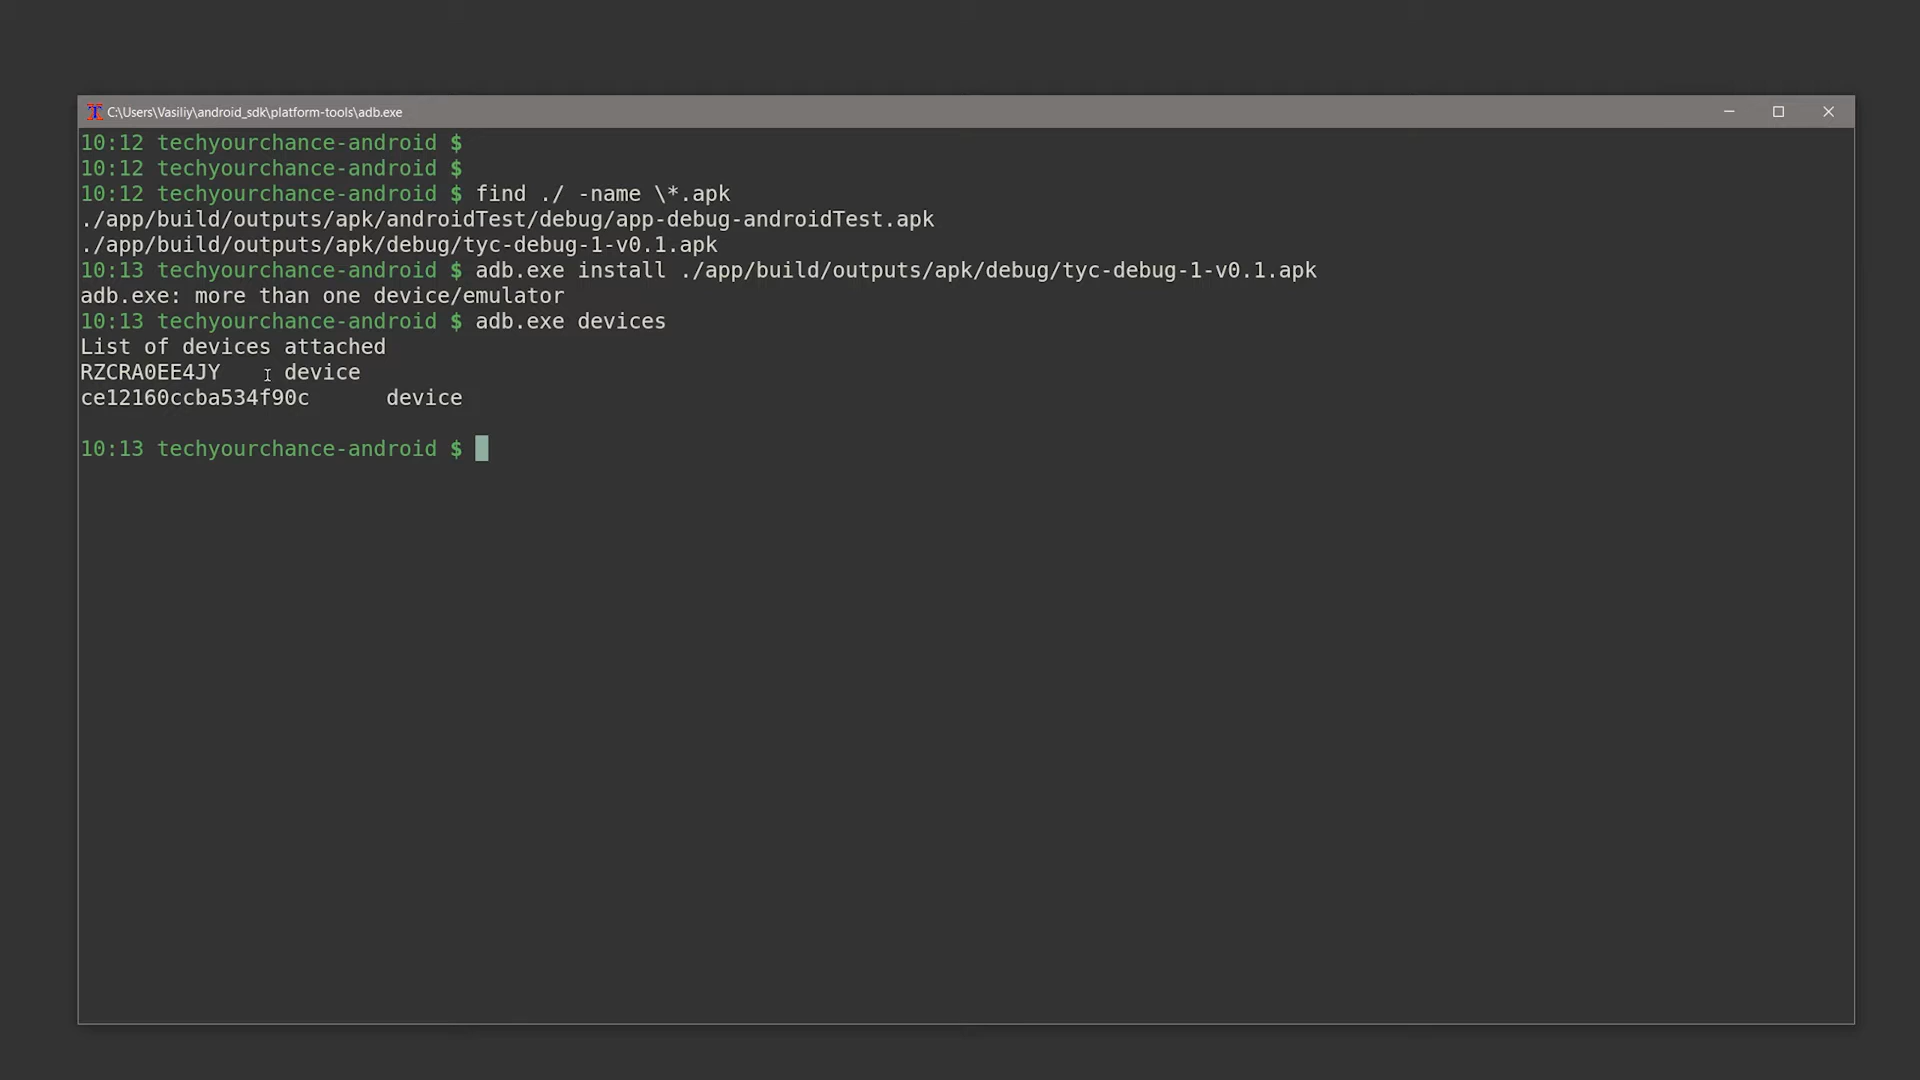 C:\Users\Vasiliy\android_sdk\platform-tools\adb.exe
10:12 techyourchance-android $
10:12 techyourchance-android $
10:12 techyourchance-android $ find ./ -name \*.apk
./app/build/outputs/apk/androidTest/debug/app-debug-androidTest.apk
./app/build/outputs/apk/debug/tyc-debug-1-v0.1.apk
10:13 techyourchance-android $ adb.exe install ./app/build/outputs/apk/debug/tyc-debug-1-v0.1.apk
adb.exe: more than one device/emulator
10:13 techyourchance-android $ adb.exe devices
List of devices attached
RZCRA0EE4JY device
ce12160ccba534f90c device
10:13 techyourchance-android $